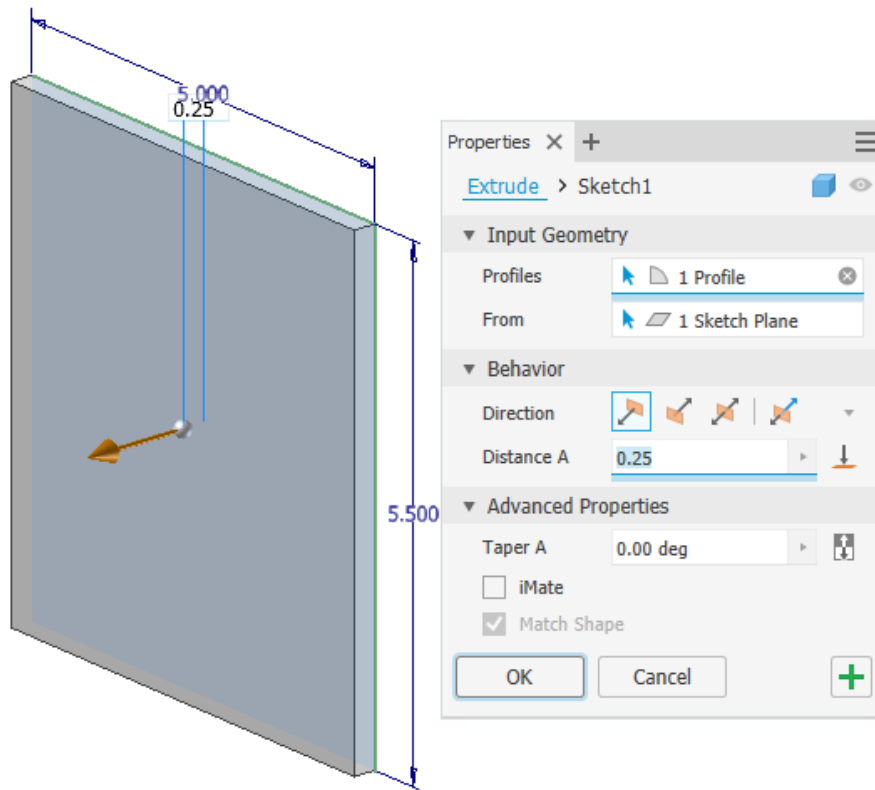 5.000
0.25
5.500
Properties
Extrude > Sketch1
Input Geometry
Profiles 1 Profile
From 1 Sketch Plane
Behavior
Direction
Distance A 0.25
Advanced Properties
Taper A 0.00 deg
iMate
Match Shape
OK Cancel